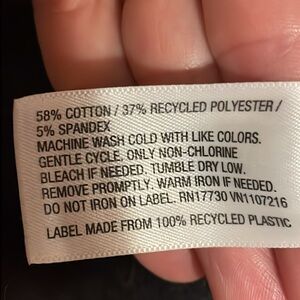 58% COTTON / 37% RECYCLED POLYESTER /
5% SPANDEX
MACHINE WASH COLD WITH LIKE COLORS.
GENTLE CYCLE. ONLY NON-CHLORINE
BLEACH IF NEEDED. TUMBLE DRY LOW.
REMOVE PROMPTLY. WARM IRON IF NEEDED.
DO NOT IRON ON LABEL. RN17730 VN1107216
LABEL MADE FROM 100% RECYCLED PLASTIC